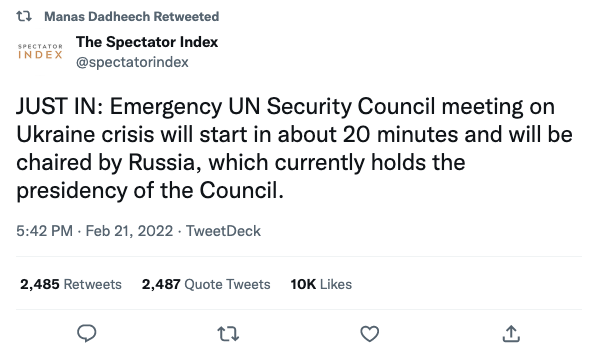 Manas Dadheech Retweeted
SPECTATOR
INDEX
The Spectator Index
@spectatorindex
JUST IN: Emergency UN Security Council meeting on
Ukraine crisis will start in about 20 minutes and will be
chaired by Russia, which currently holds the
presidency of the Council.
5:42 PM · Feb 21, 2022 · TweetDeck
2,485 Retweets 2,487 Quote Tweets 10K Likes